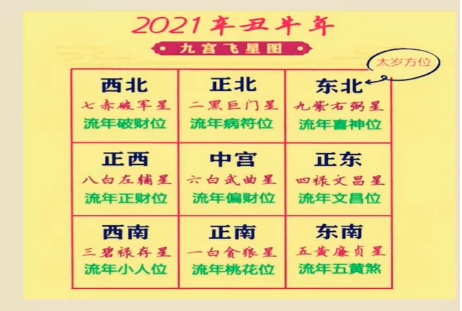 2021年丑牛年
九宫飞星图
太岁方位
西北 正北 东北
七赤破军星 二黑巨门星 九紫右弼星
流年破财位 流年病符位 流年喜神位
正西 中宫 正东
八白左辅星 六白武曲星 四禄文昌星
流年正财位 流年偏财位 流年文昌位
西南 正南 东南
三碧禄存星 一白贪狼星 五黄廉贞星
流年小人位 流年桃花位 流年五黄煞